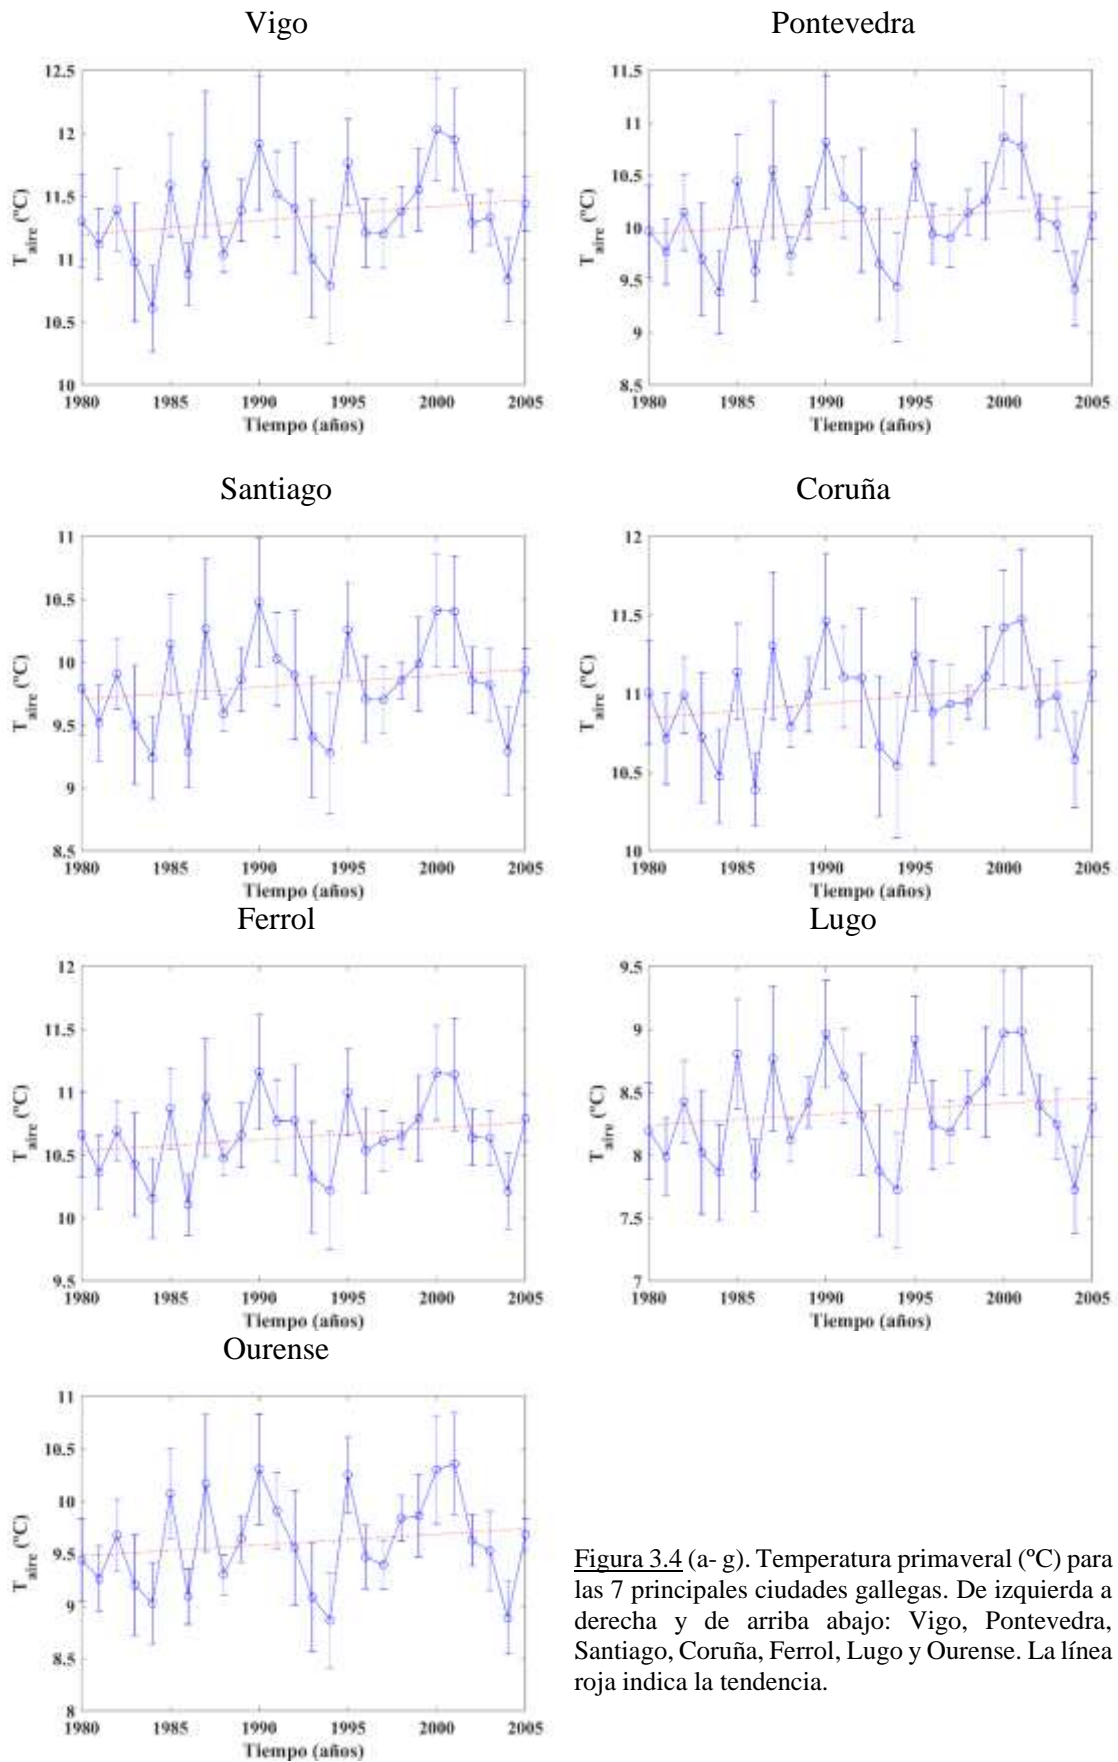 Vigo
12.5
12
11.5
11
10.5
10
T_aire (ºC)
1980 1985 1990 1995 2000 2005
Tiempo (años)
Pontevedra
11.5
11
10.5
10
9.5
9
8.5
T_aire (ºC)
1980 1985 1990 1995 2000 2005
Tiempo (años)
Santiago
11
10.5
10
9.5
9
8.5
T_aire (ºC)
1980 1985 1990 1995 2000 2005
Tiempo (años)
Coruña
12
11.5
11
10.5
10
T_aire (ºC)
1980 1985 1990 1995 2000 2005
Tiempo (años)
Ferrol
12
11.5
11
10.5
10
9.5
T_aire (ºC)
1980 1985 1990 1995 2000 2005
Tiempo (años)
Lugo
9.5
9
8.5
8
7.5
7
T_aire (ºC)
1980 1985 1990 1995 2000 2005
Tiempo (años)
Ourense
11
10.5
10
9.5
9
8.5
8
T_aire (ºC)
1980 1985 1990 1995 2000 2005
Tiempo (años)
Figura 3.4 (a- g). Temperatura primaveral (ºC) para
las 7 principales ciudades gallegas. De izquierda a
derecha y de arriba abajo: Vigo, Pontevedra,
Santiago, Coruña, Ferrol, Lugo y Ourense. La línea
roja indica la tendencia.